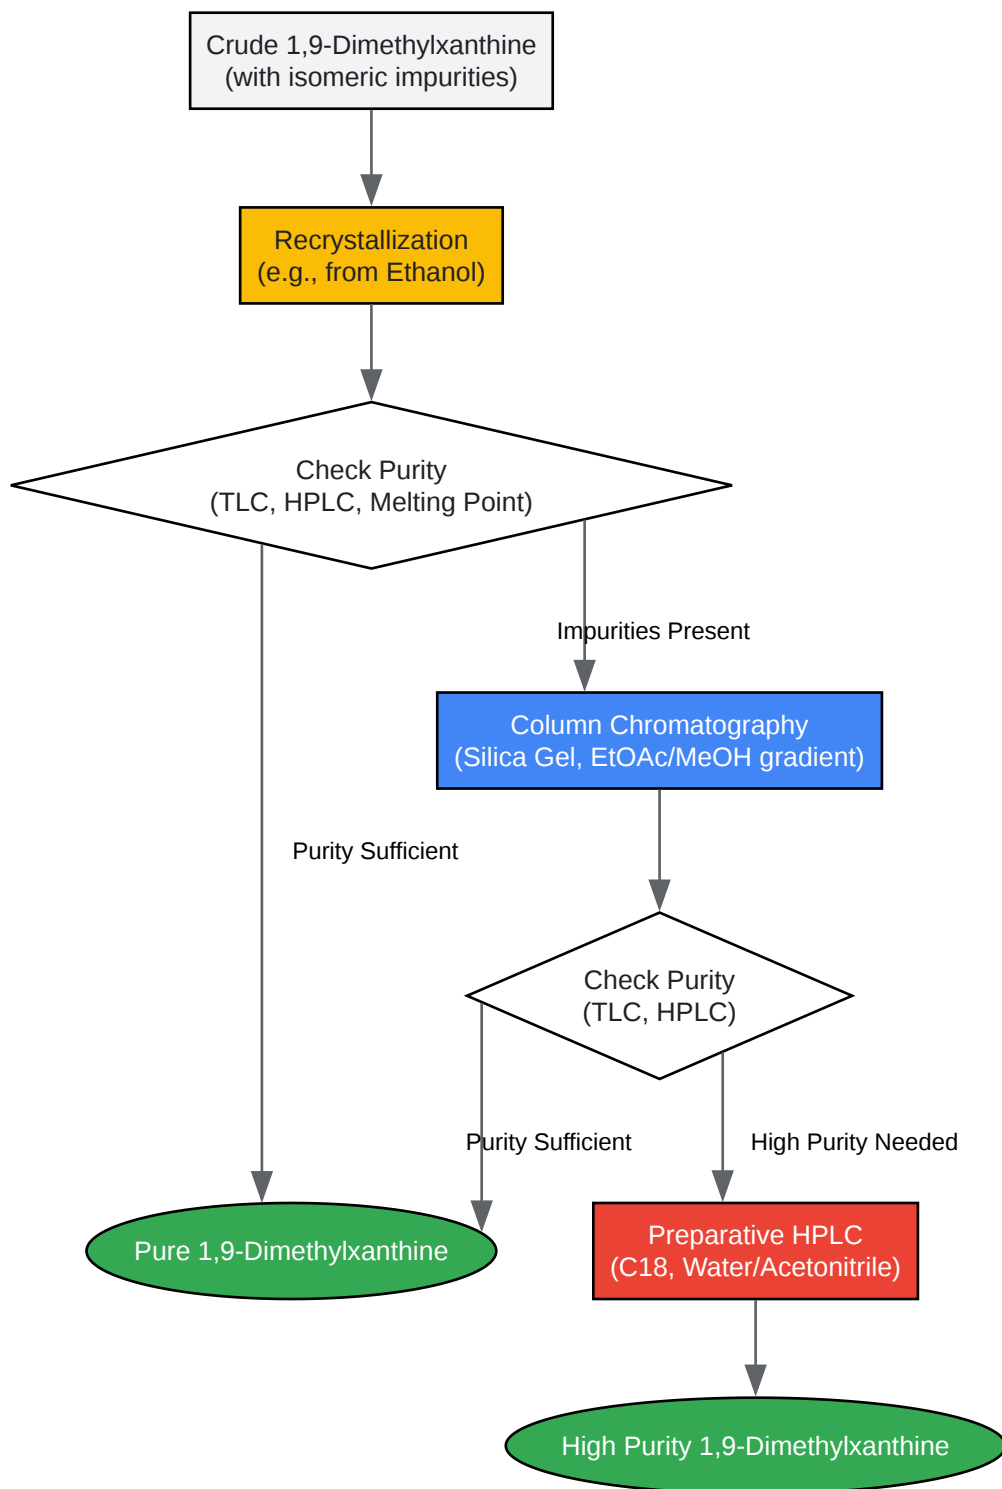 Crude 1,9-Dimethylxanthine
(with isomeric impurities)
Recrystallization
(e.g., from Ethanol)
Check Purity
(TLC, HPLC, Melting Point)
Impurities Present
Column Chromatography
(Silica Gel, EtOAc/MeOH gradient)
Purity Sufficient
Check Purity
(TLC, HPLC)
Purity Sufficient
High Purity Needed
Pure 1,9-Dimethylxanthine
Preparative HPLC
(C18, Water/Acetonitrile)
High Purity 1,9-Dimethylxanthine